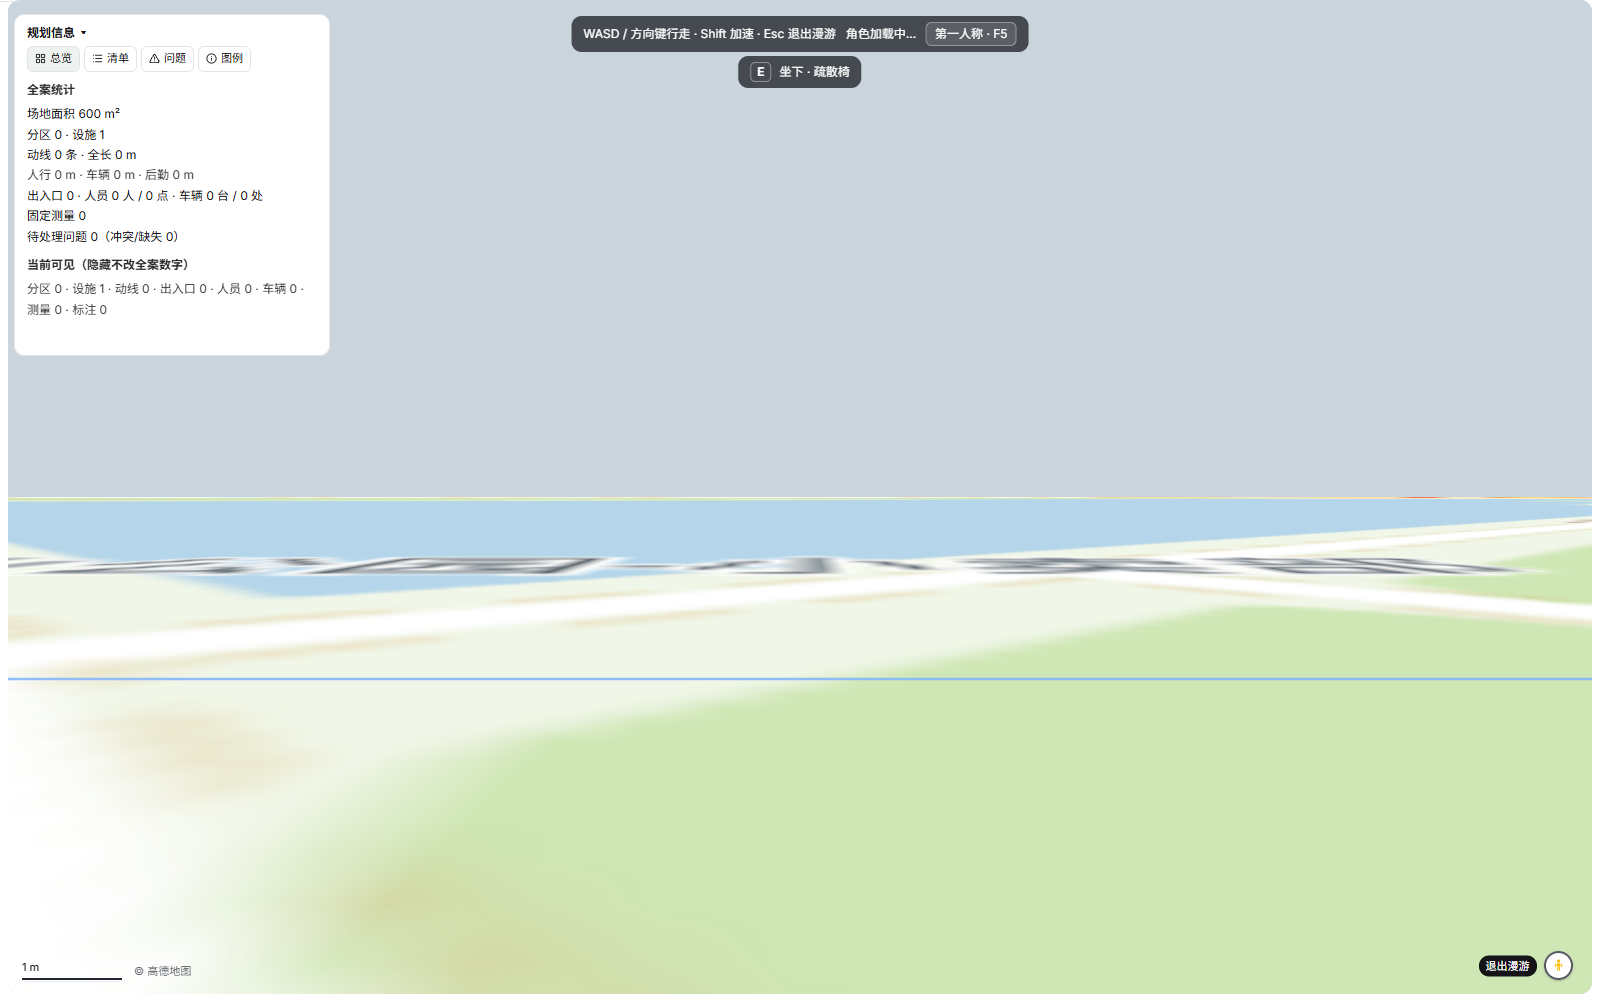 规划信息
总览 清单 问题 图例
全案统计
场地面积 600 m²
分区 0 · 设施 1
动线 0 条 · 全长 0 m
人行 0 m · 车辆 0 m · 后勤 0 m
出入口 0 · 人员 0 人 / 0 点 · 车辆 0 台 / 0 处
固定测量 0
待处理问题 0（冲突/缺失 0）
当前可见（隐藏不改全案数字）
分区 0 · 设施 1 · 动线 0 · 出入口 0 · 人员 0 · 车辆 0 ·
测量 0 · 标注 0
WASD / 方向键行走 · Shift 加速 · Esc 退出漫游 角色加载中... 第一人称 · F5
E 坐下 · 疏散椅
1 m
© 高德地图
退出漫游